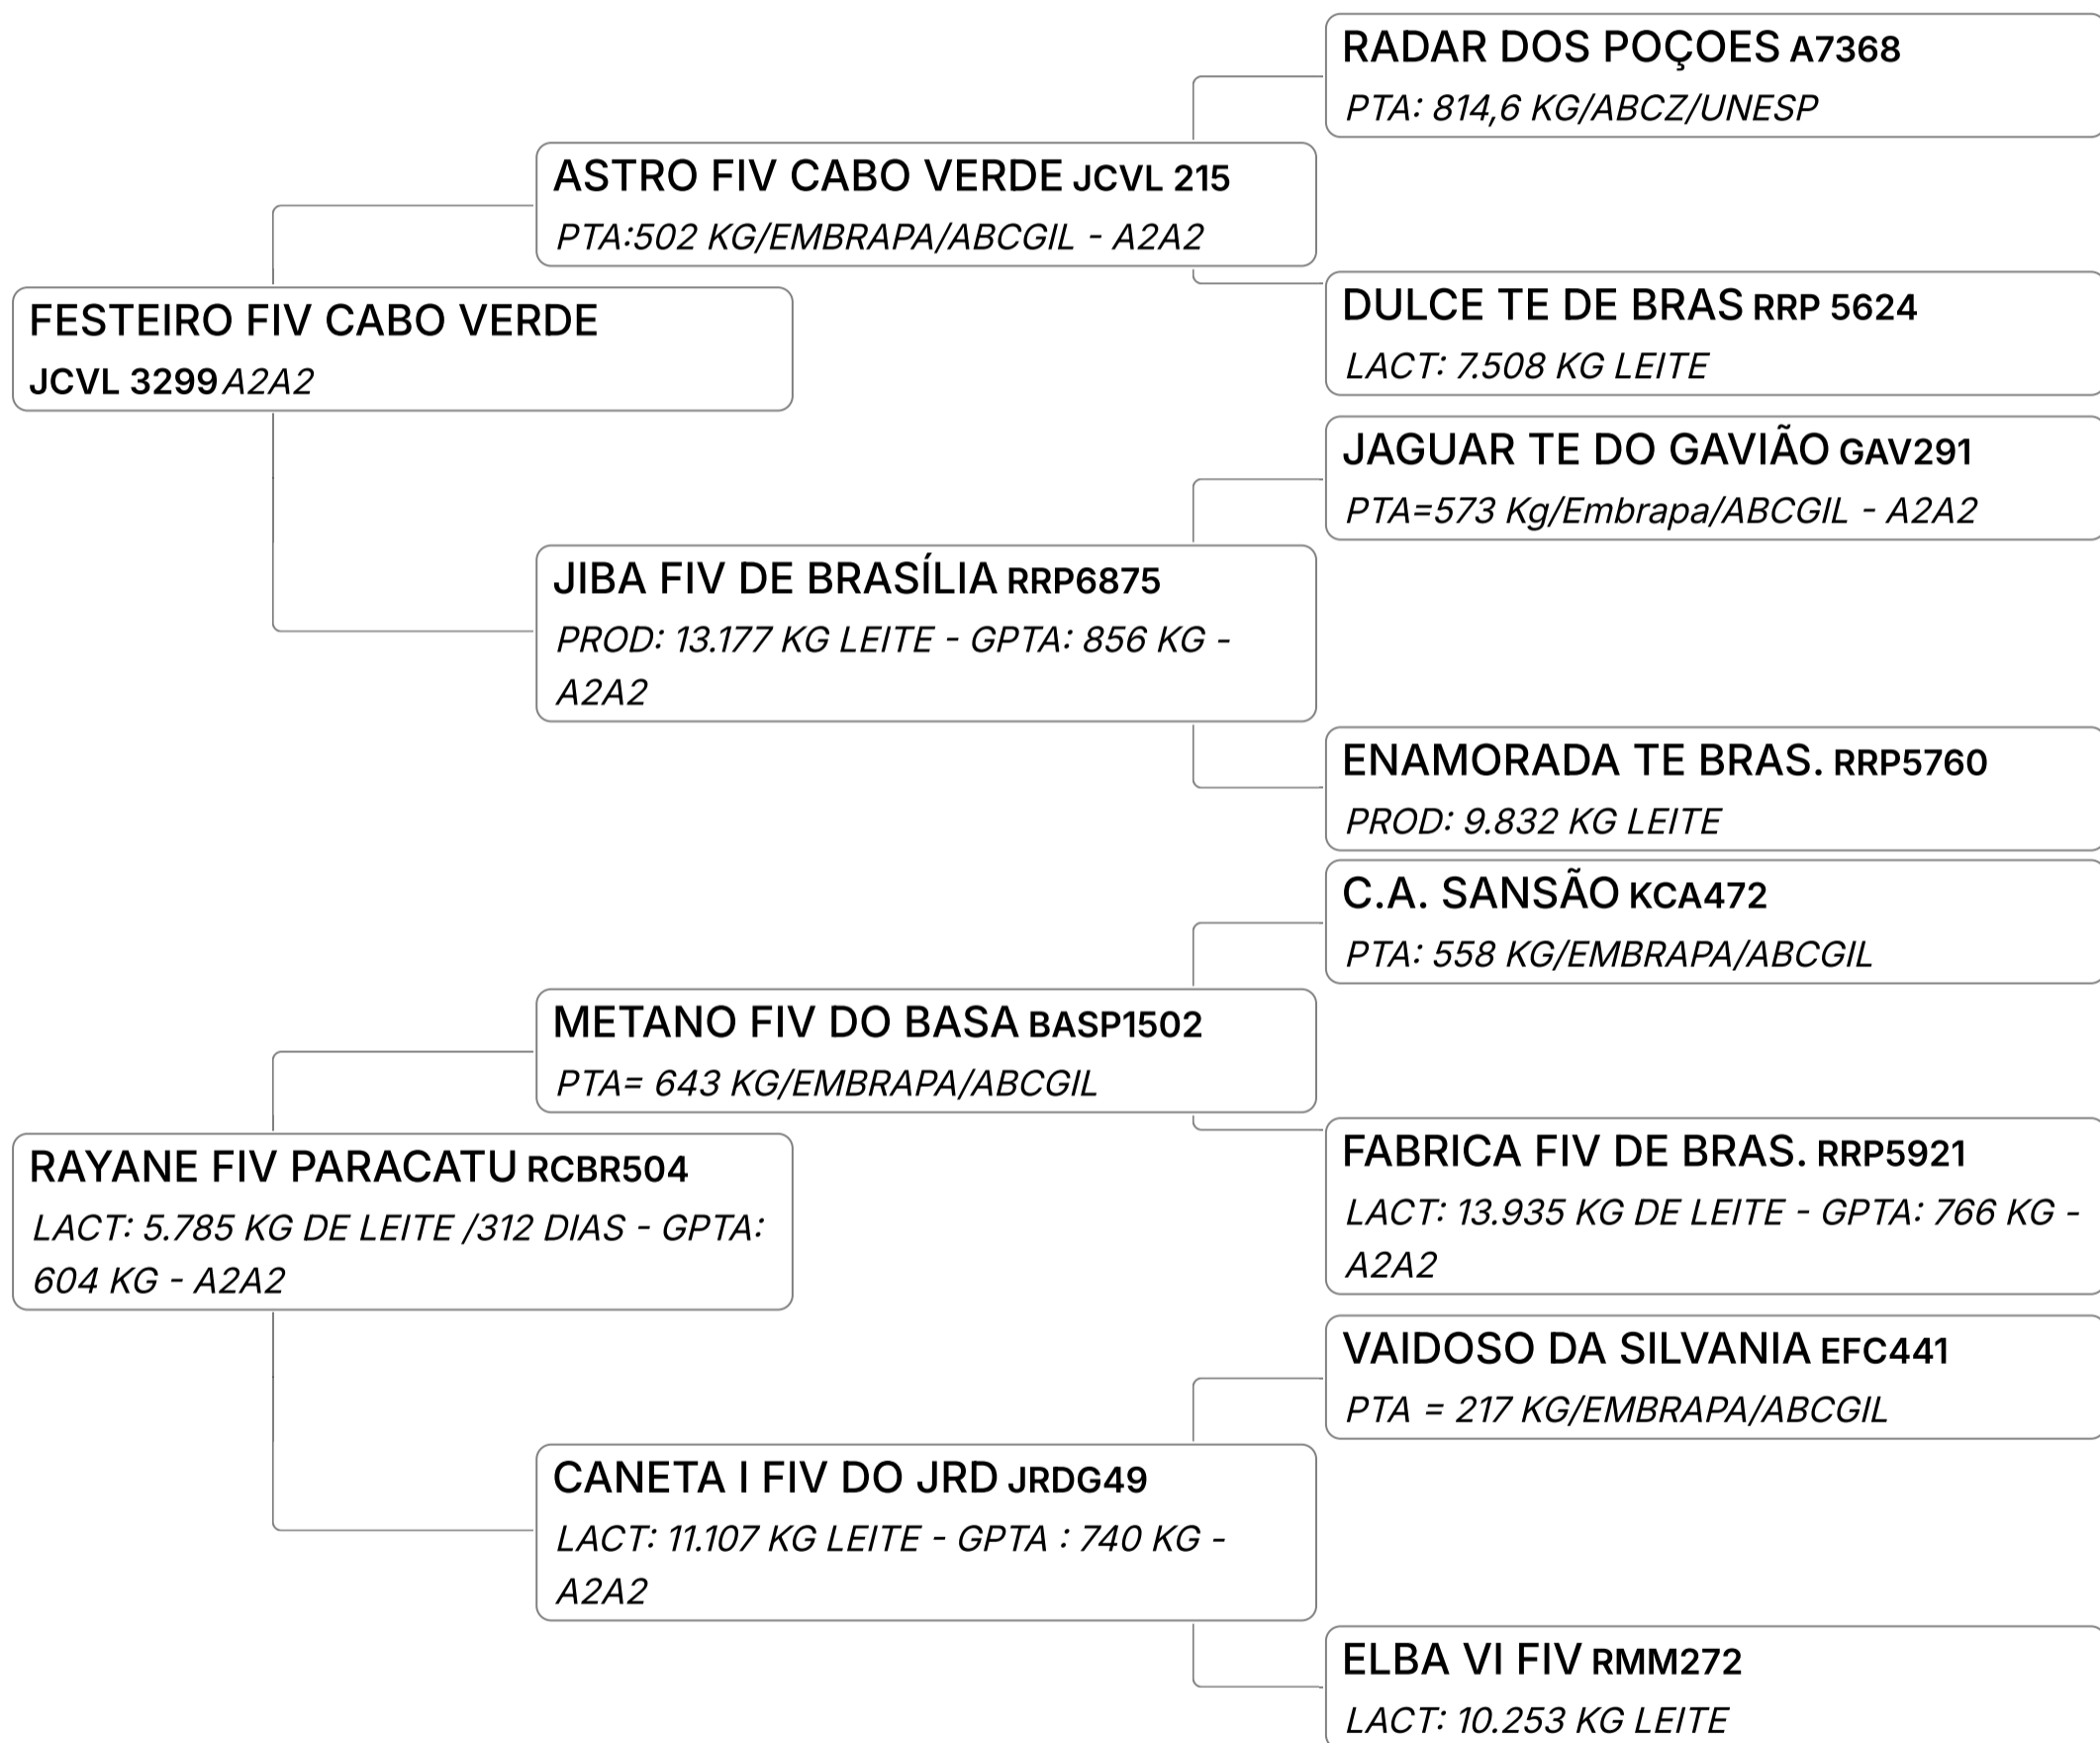 RADAR DOS POÇOES A7368
PTA: 814,6 KG/ABCZ/UNESP
ASTRO FIV CABO VERDE JCVL 215
PTA:502 KG/EMBRAPA/ABCGIL - A2A2
DULCE TE DE BRAS RRP 5624
LACT: 7.508 KG LEITE
FESTEIRO FIV CABO VERDE
JCVL 3299 A2A2
JAGUAR TE DO GAVIÃO GAV291
PTA=573 Kg/Embrapa/ABCGIL - A2A2
JIBA FIV DE BRASÍLIA RRP6875
PROD: 13.177 KG LEITE - GPTA: 856 KG -
A2A2
ENAMORADA TE BRAS. RRP5760
PROD: 9.832 KG LEITE
C.A. SANSÃO KCA472
PTA: 558 KG/EMBRAPA/ABCGIL
METANO FIV DO BASA BASP1502
PTA= 643 KG/EMBRAPA/ABCGIL
FABRICA FIV DE BRAS. RRP5921
LACT: 13.935 KG DE LEITE - GPTA: 766 KG -
A2A2
RAYANE FIV PARACATU RCBR504
LACT: 5.785 KG DE LEITE /312 DIAS - GPTA:
604 KG - A2A2
VAIDOSO DA SILVANIA EFC441
PTA = 217 KG/EMBRAPA/ABCGIL
CANETA I FIV DO JRD JRDG49
LACT: 11.107 KG LEITE - GPTA : 740 KG -
A2A2
ELBA VI FIV RMM272
LACT: 10.253 KG LEITE